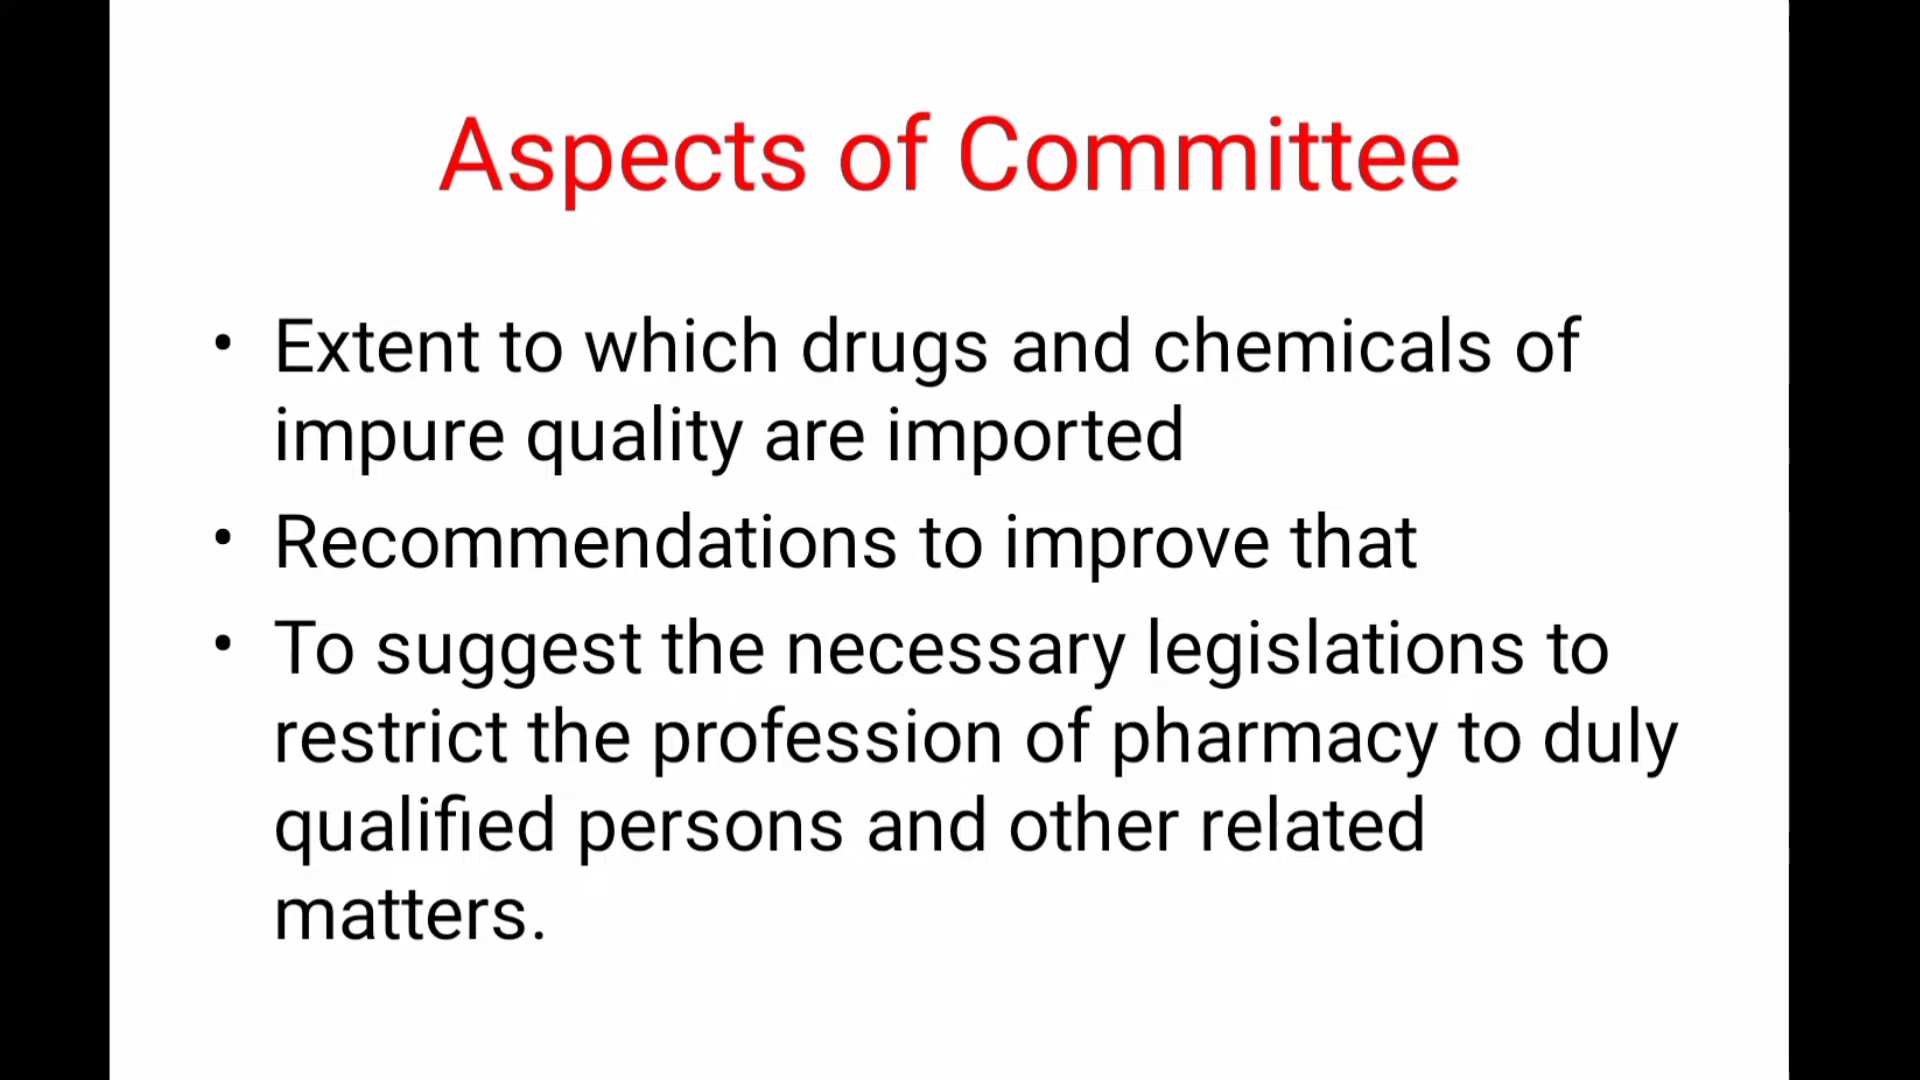 Aspects of Committee
• Extent to which drugs and chemicals of
impure quality are imported
• Recommendations to improve that
• To suggest the necessary legislations to
restrict the profession of pharmacy to duly
qualified persons and other related
matters.